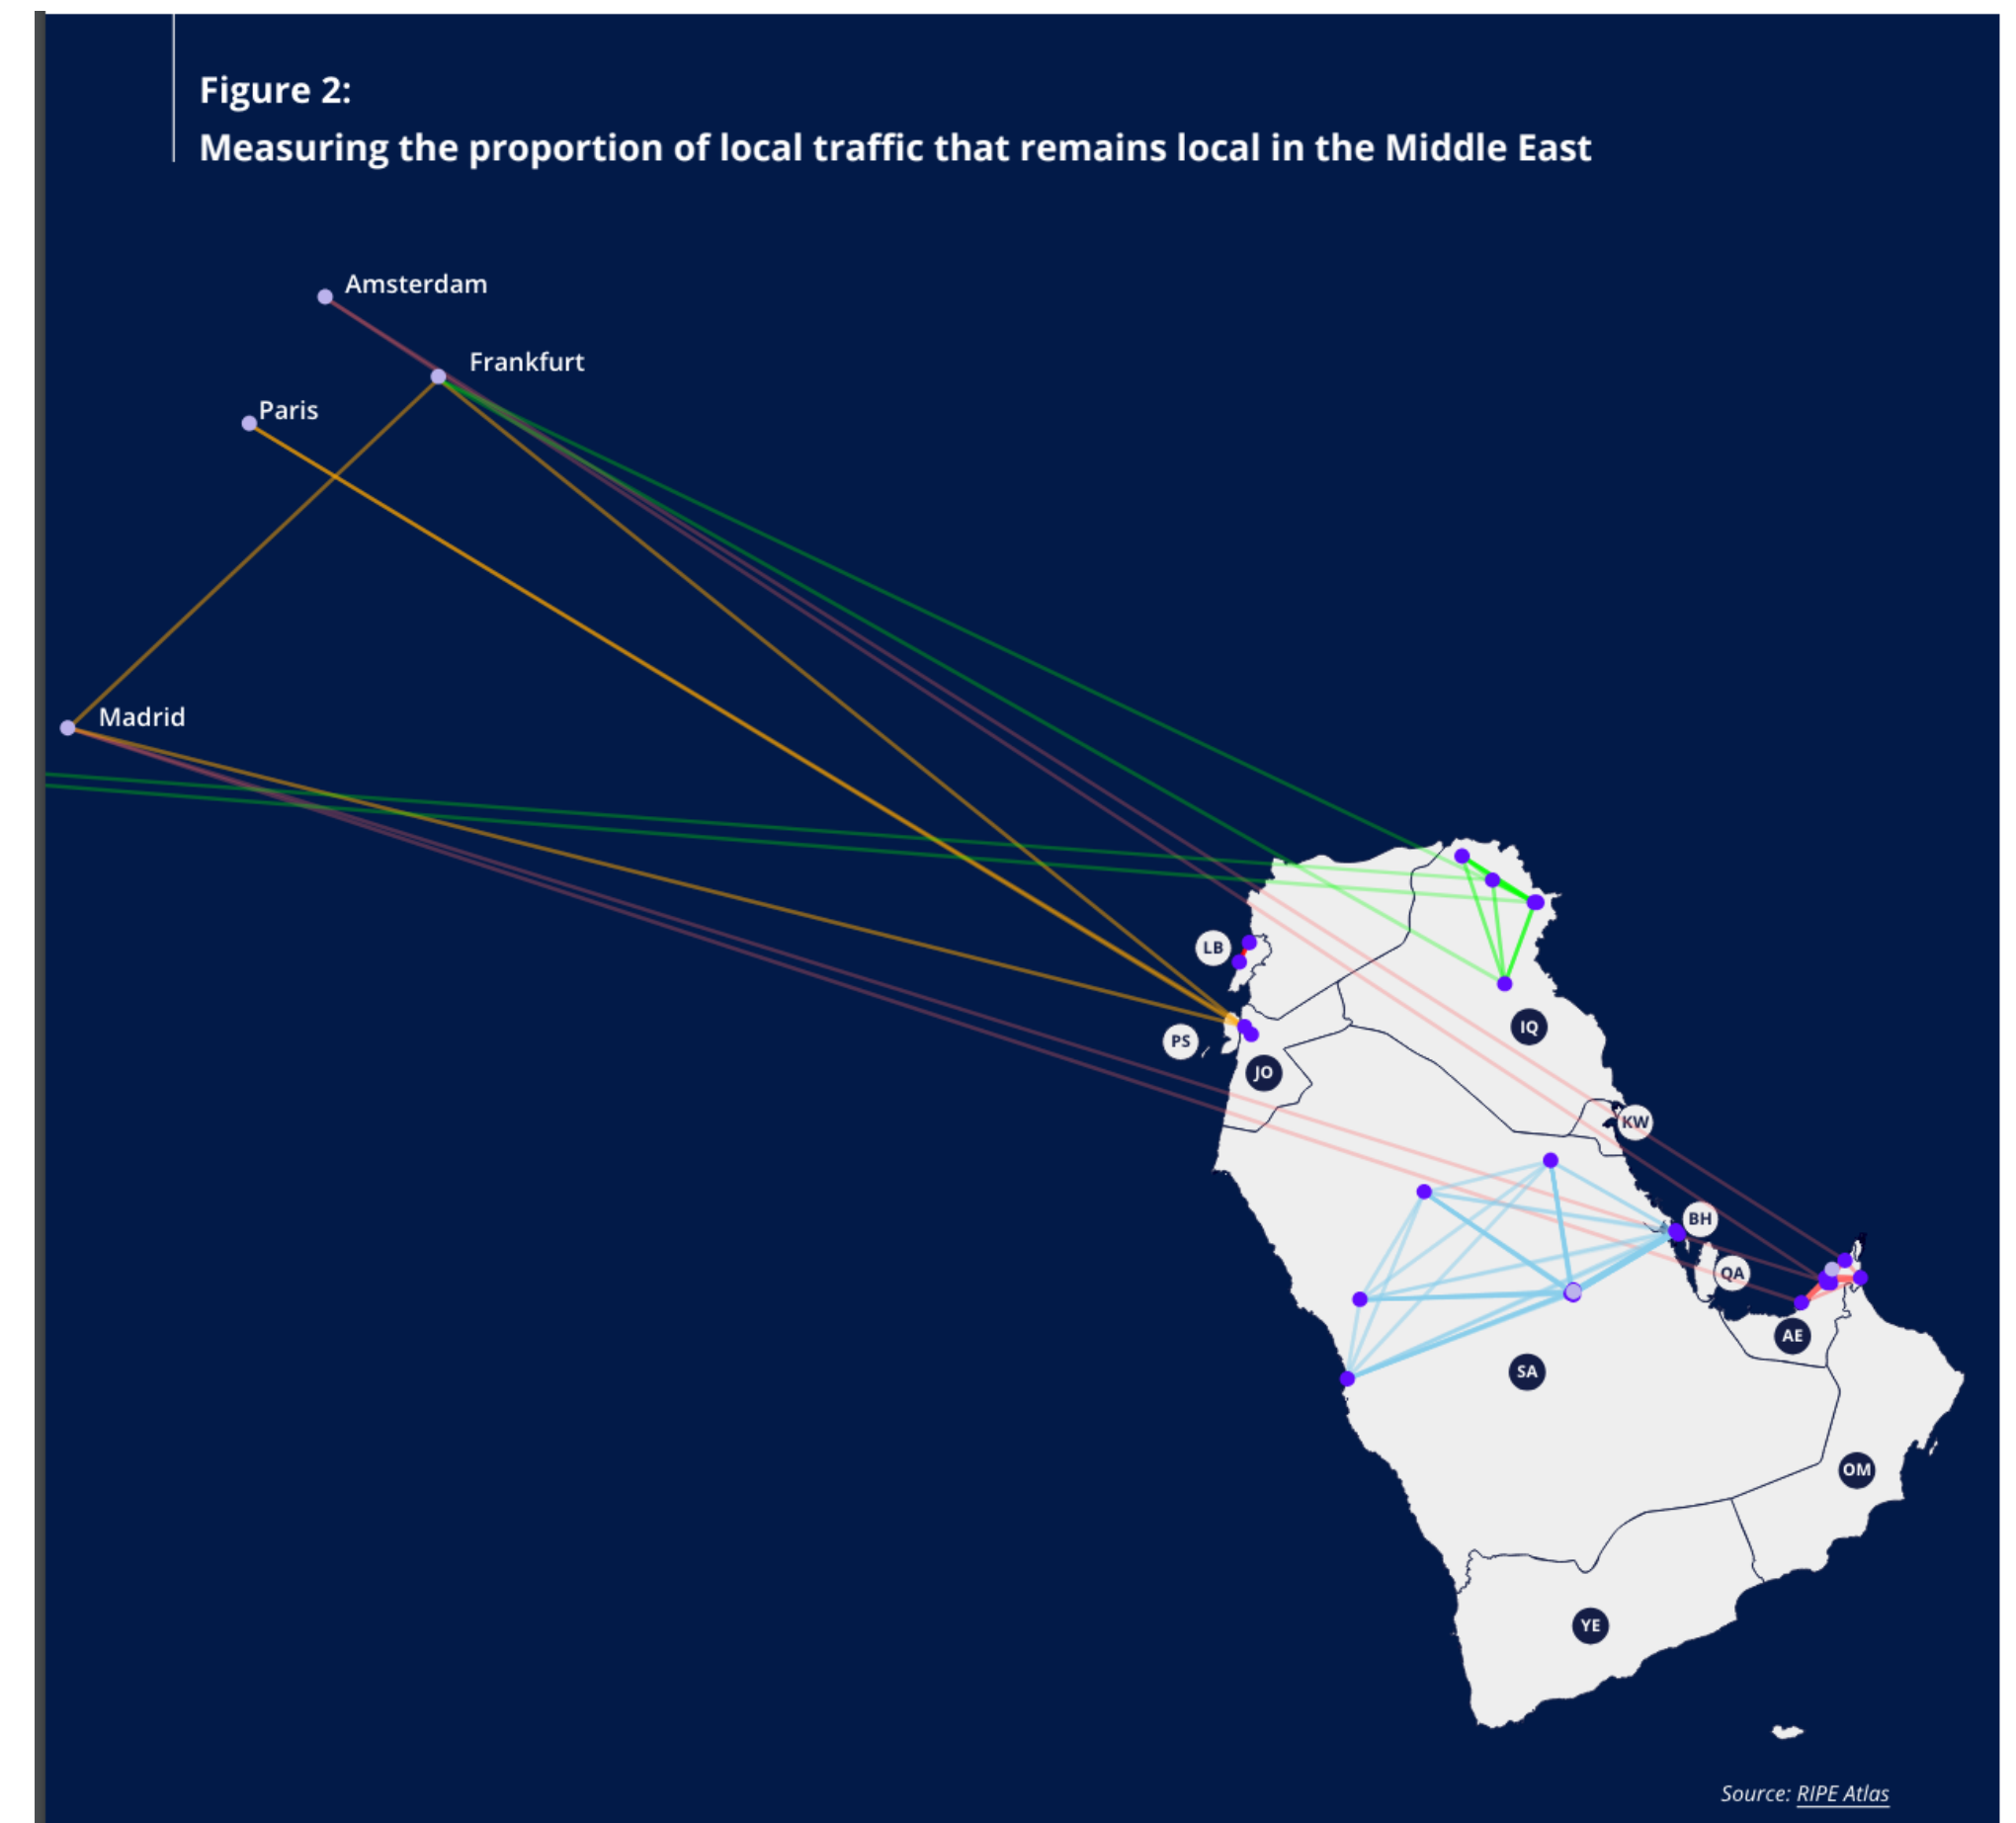 Figure 2:
Measuring the proportion of local traffic that remains local in the Middle East
Amsterdam
Frankfurt
Paris
Madrid
LB
PS
IQ
JO
KW
BH
QA
AE
SA
OM
YE
Source: RIPE Atlas